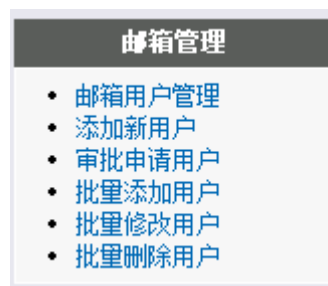 邮箱管理
邮箱用户管理
添加新用户
审批申请用户
批量添加用户
批量修改用户
批量删除用户